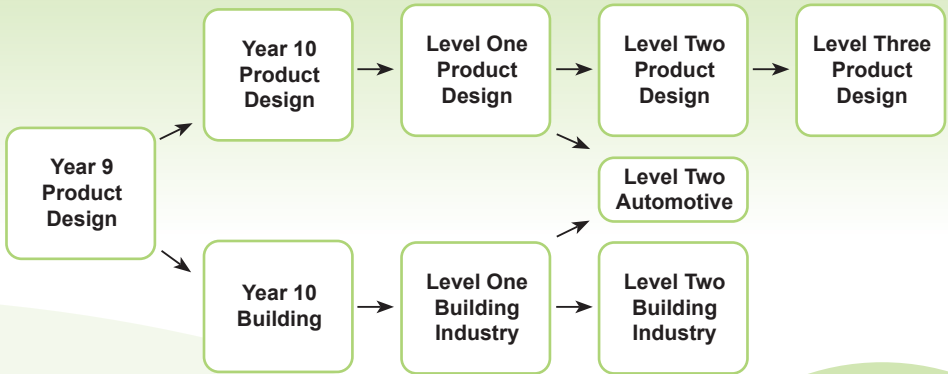 Year 10
Product
Design
Level One
Product
Design
Level Two
Product
Design
Level Three
Product
Design
Year 9
Product
Design
Level Two
Automotive
Year 10
Building
Level One
Building
Industry
Level Two
Building
Industry